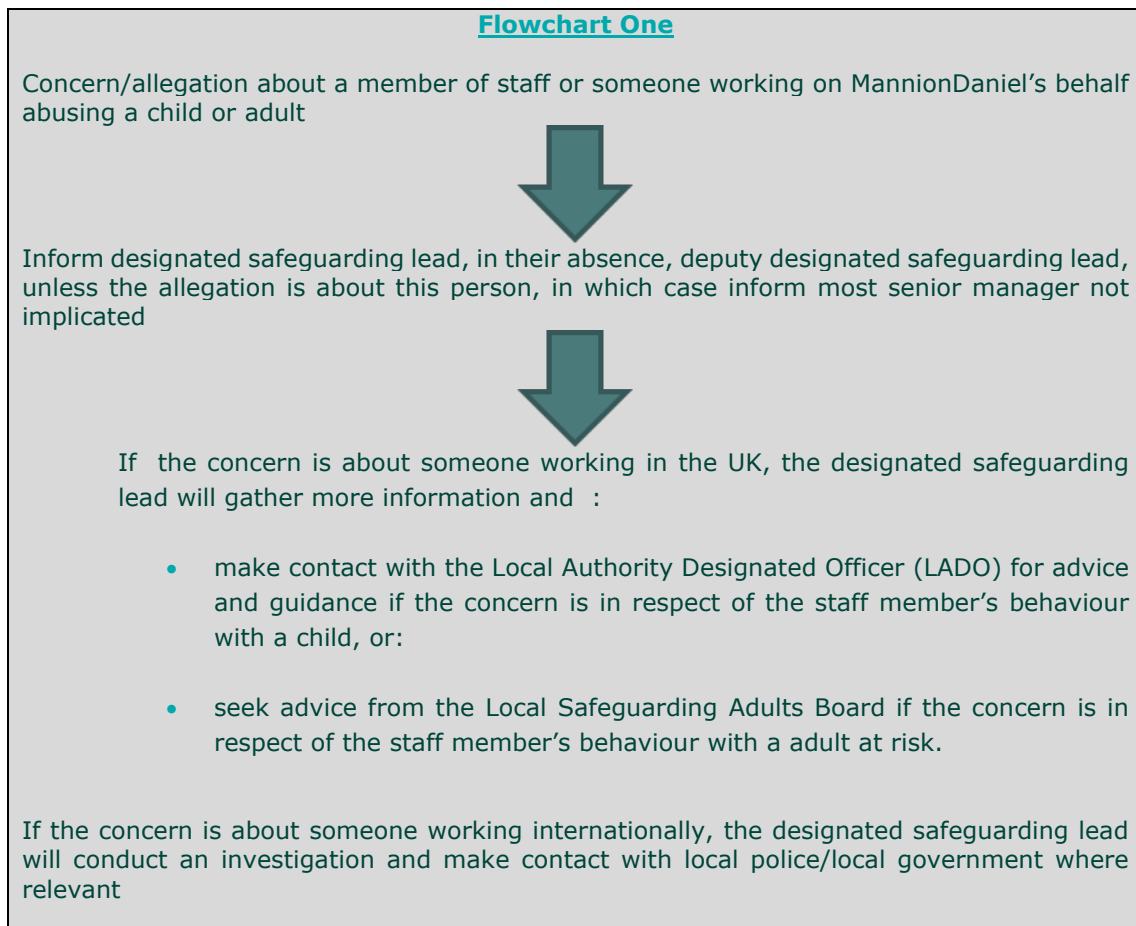 Flowchart One
Concern/allegation about a member of staff or someone working on MannionDaniel's behalf
abusing a child or adult
Inform designated safeguarding lead, in their absence, deputy designated safeguarding lead,
unless the allegation is about this person, in which case inform most senior manager not
implicated
If the concern is about someone working in the UK, the designated safeguarding
lead will gather more information and :
• make contact with the Local Authority Designated Officer (LADO) for advice
and guidance if the concern is in respect of the staff member's behaviour
with a child, or:
• seek advice from the Local Safeguarding Adults Board if the concern is in
respect of the staff member's behaviour with a adult at risk.
If the concern is about someone working internationally, the designated safeguarding lead
will conduct an investigation and make contact with local police/local government where
relevant